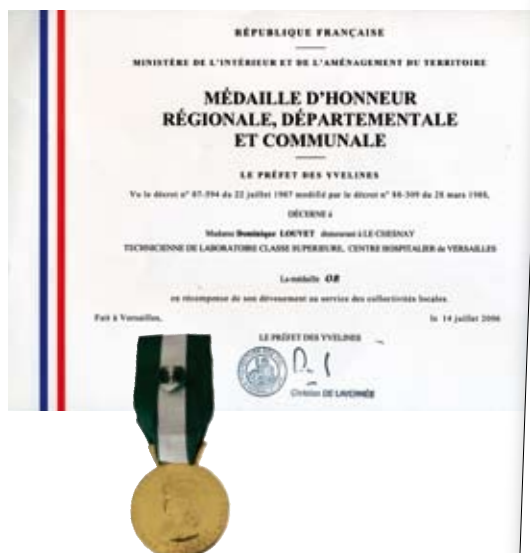 RÉPUBLIQUE FRANÇAISE
MINISTÈRE DE L'INTÉRIEUR ET DE L'AMÉNAGEMENT DU TERRITOIRE
MÉDAILLE D'HONNEUR
RÉGIONALE, DÉPARTEMENTALE
ET COMMUNALE
LE PRÉFET DES YVELINES
Vu le décret n° 87-594 du 22 juillet 1987 modifié par le décret n° 88-309 du 28 mars 1988,
DÉCERNE à
Madame Dominique LOUVET demeurant à LE CHESNAY
TECHNICIENNE DE LABORATOIRE CLASSE SUPERIEURE, CENTRE HOSPITALIER de VERSAILLES
La médaille OR
en récompense de son dévouement au service des collectivités locales.
Fait à Versailles, le 14 juillet 2006
LE PRÉFET DES YVELINES
Christian DE LAVERNÉE